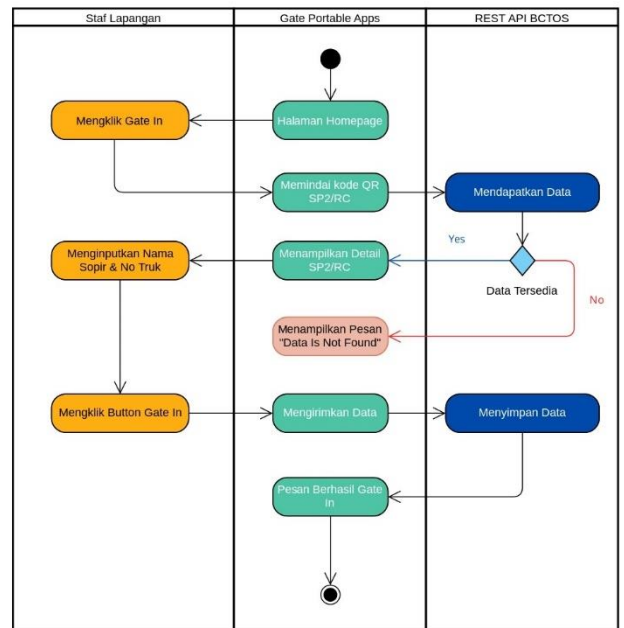 Staf Lapangan
Gate Portable Apps
REST API BCTOS
Mengklik Gate In
Halaman Homepage
Memindai kode QR
SP2/RC
Mendapatkan Data
Menginputkan Nama
Sopir & No Truk
Menampilkan Detail
SP2/RC
Yes
Data Tersedia
No
Menampilkan Pesan
"Data Is Not Found"
Mengklik Button Gate In
Mengirimkan Data
Menyimpan Data
Pesan Berhasil Gate
In